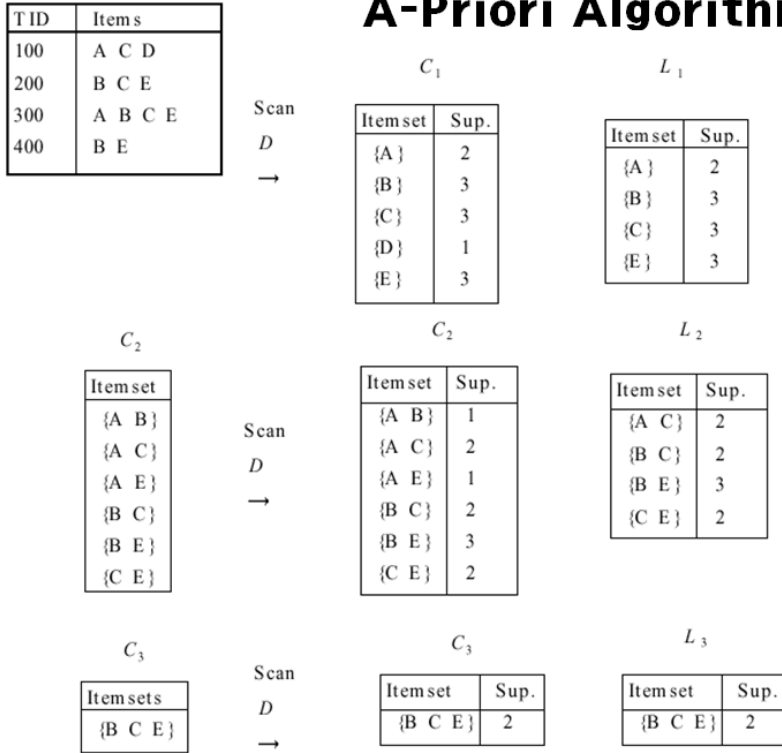 A-Priori Algorith
TID Items
100 A C D
200 B C E
300 A B C E
400 B E
Scan
D
→
C1
Itemset Sup.
{A} 2
{B} 3
{C} 3
{D} 1
{E} 3
L1
Itemset Sup.
{A} 2
{B} 3
{C} 3
{E} 3
C2
Itemset
{A B}
{A C}
{A E}
{B C}
{B E}
{C E}
Scan
D
→
C2
Itemset Sup.
{A B} 1
{A C} 2
{A E} 1
{B C} 2
{B E} 3
{C E} 2
L2
Itemset Sup.
{A C} 2
{B C} 2
{B E} 3
{C E} 2
C3
Itemsets
{B C E}
Scan
D
→
C3
Itemset Sup.
{B C E} 2
L3
Itemset Sup.
{B C E} 2